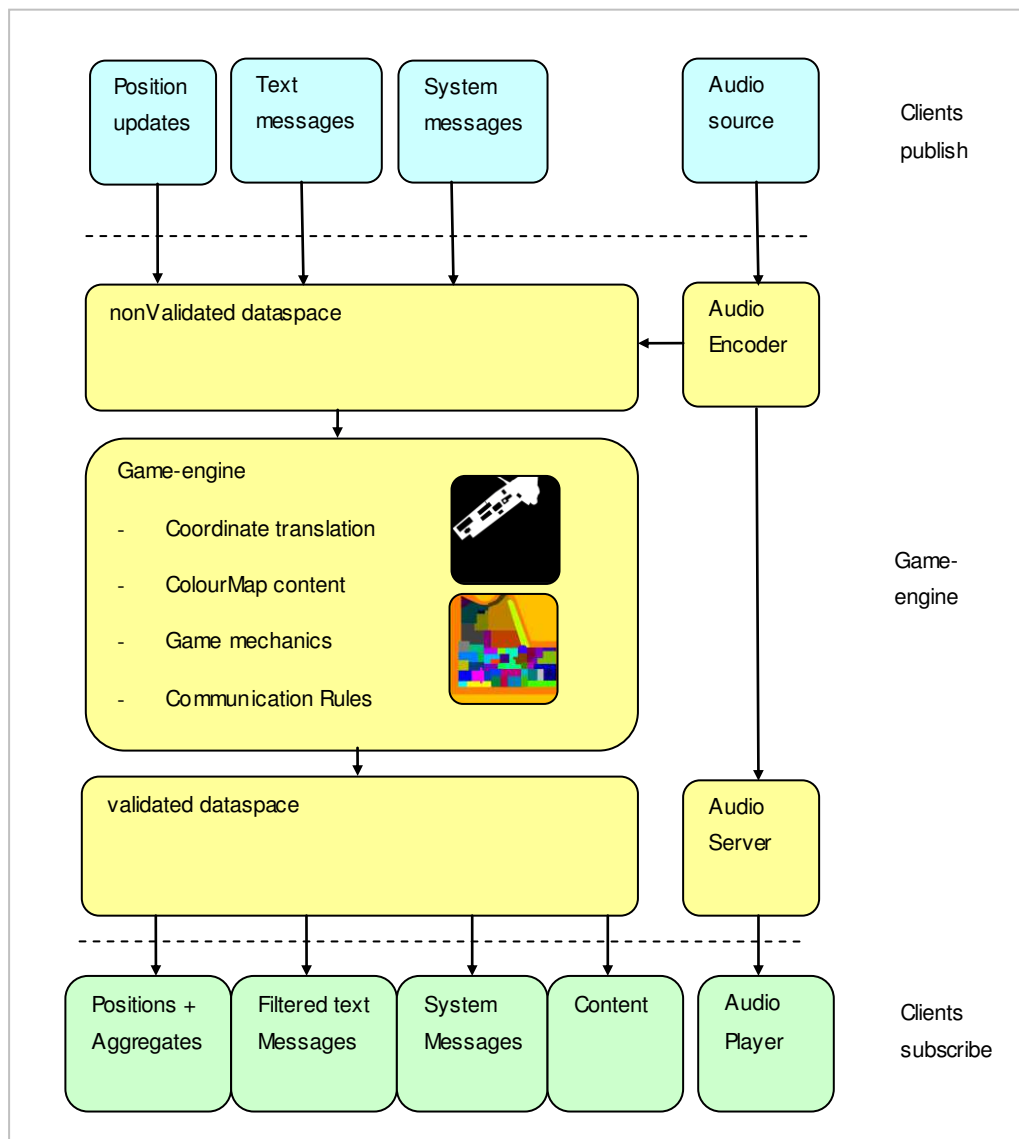 Position
updates
Text
messages
System
messages
Audio
source
Clients
publish
nonValidated dataspace
Audio
Encoder
Game-engine
- Coordinate translation
- ColourMap content
- Game mechanics
- Communication Rules
Game-
engine
validated dataspace
Audio
Server
Positions +
Aggregates
Filtered text
Messages
System
Messages
Content
Audio
Player
Clients
subscribe